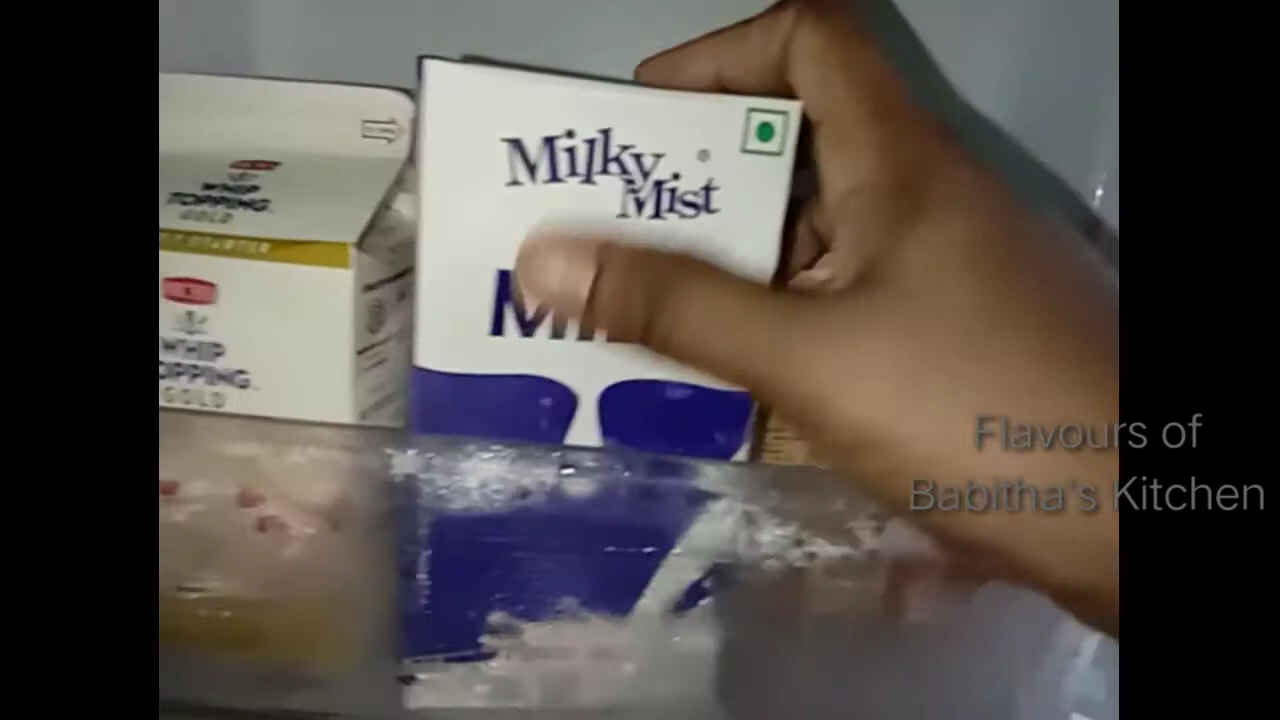 WHIP
TOPPING
GOLD
WHIP
TOPPING
GOLD
Milky
Mist
Flavours of
Babitha's Kitchen